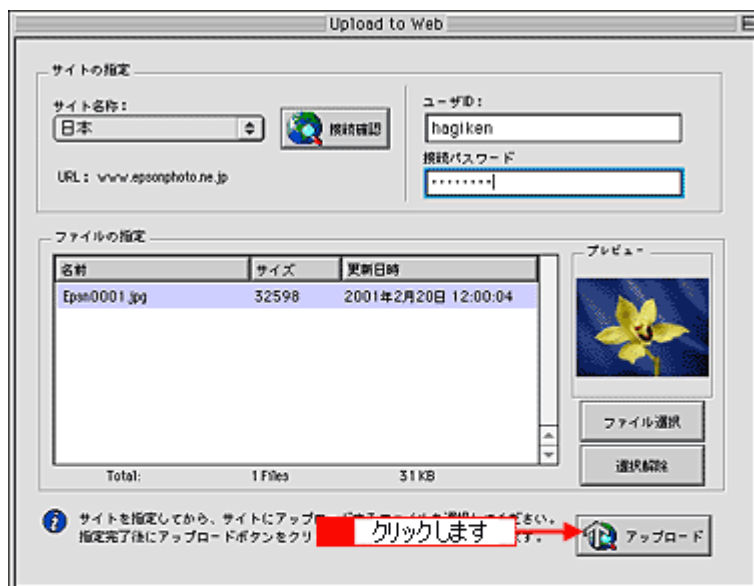 Upload to Web
サイトの指定
サイト名称：
日本
接続確認
URL： www.epsonphoto.ne.jp
ユーザID：
hagiken
接続パスワード
••••••••
ファイルの指定
名前 サイズ 更新日時
Epsn0001.jpg 32598 2001年2月20日 12:00:04
Total: 1 Files 31 KB
プレビュー
ファイル選択
選択解除
サイトを指定してから、サイトにアップ ださい。
指定完了後にアップロードボタンをクリ ます。
クリックします
アップロード